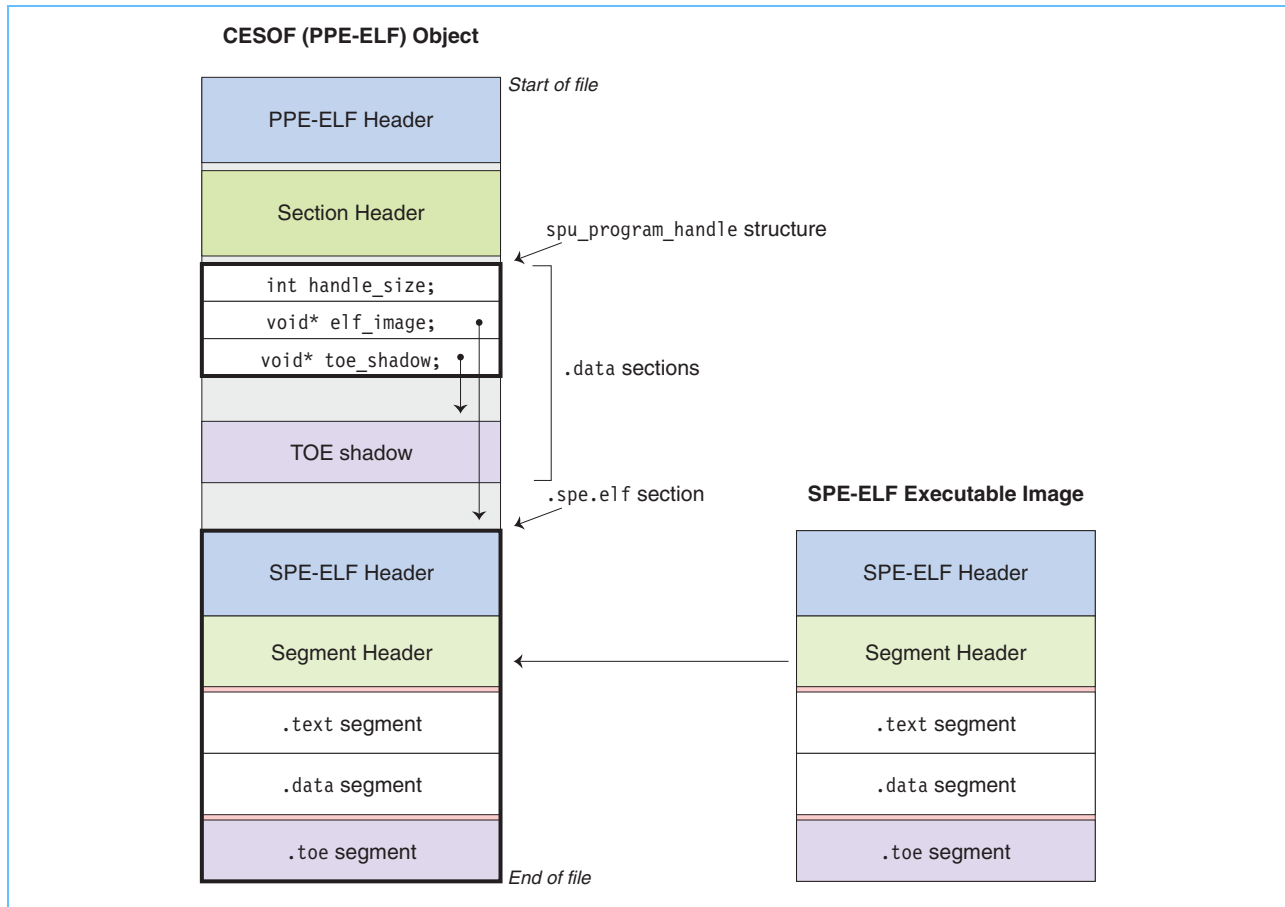 CESOF (PPE-ELF) Object
Start of file
PPE-ELF Header
Section Header
spu_program_handle structure
int handle_size;
void* elf_image;
void* toe_shadow;
.data sections
TOE shadow
.spe.elf section
SPE-ELF Header
Segment Header
.text segment
.data segment
.toe segment
End of file
SPE-ELF Executable Image
SPE-ELF Header
Segment Header
.text segment
.data segment
.toe segment